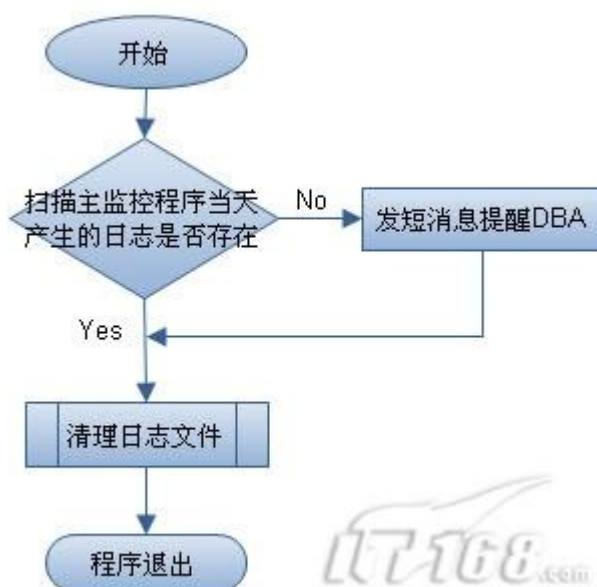 开始
扫描主监控程序当天
产生的日志是否存在
No
发短消息提醒DBA
Yes
清理日志文件
程序退出
IT168.com